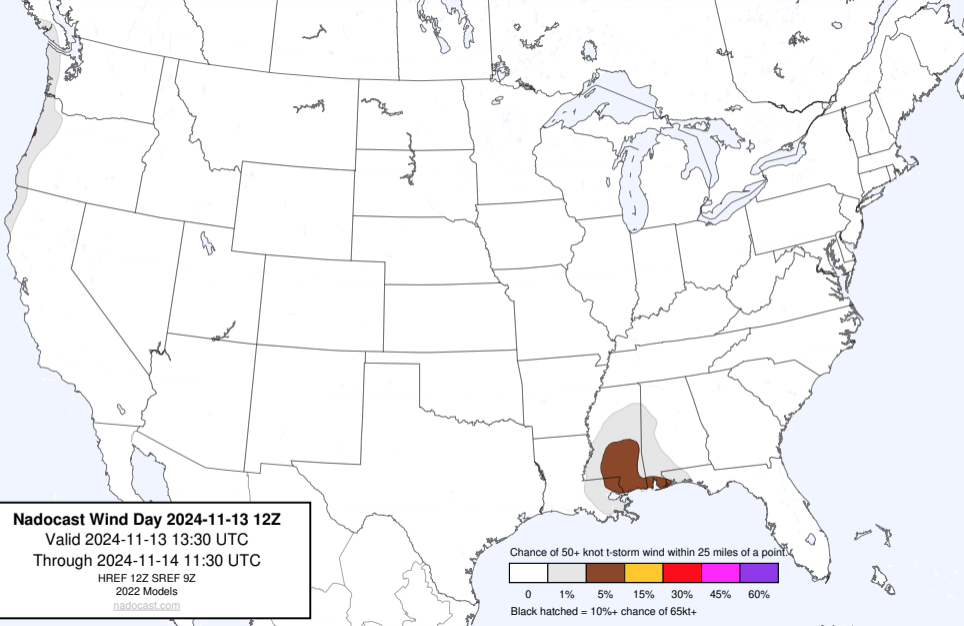 Nadocast Wind Day 2024-11-13 12Z
Valid 2024-11-13 13:30 UTC
Through 2024-11-14 11:30 UTC
HREF 12Z SREF 9Z
2022 Models
nadocast.com
Chance of 50+ knot t-storm wind within 25 miles of a point.
0 1% 5% 15% 30% 45% 60%
Black hatched = 10%+ chance of 65kt+